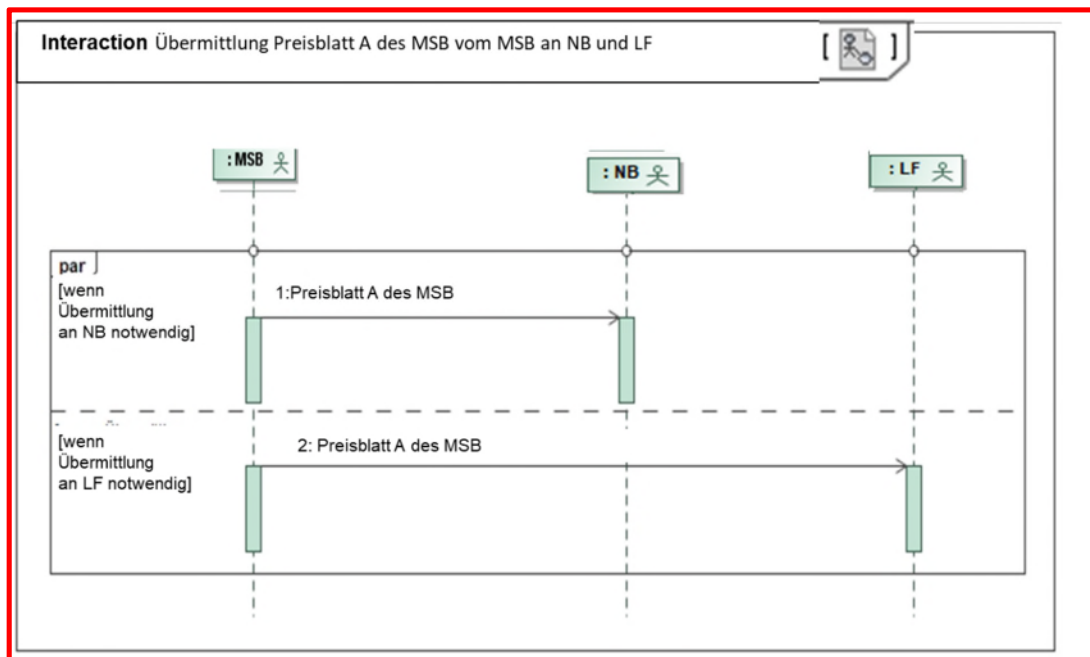 Interaction Übermittlung Preisblatt A des MSB vom MSB an NB und LF
[ ]
: MSB
: NB
: LF
par
[wenn
Übermittlung
an NB notwendig]
1:Preisblatt A des MSB
[wenn
Übermittlung
an LF notwendig]
2: Preisblatt A des MSB